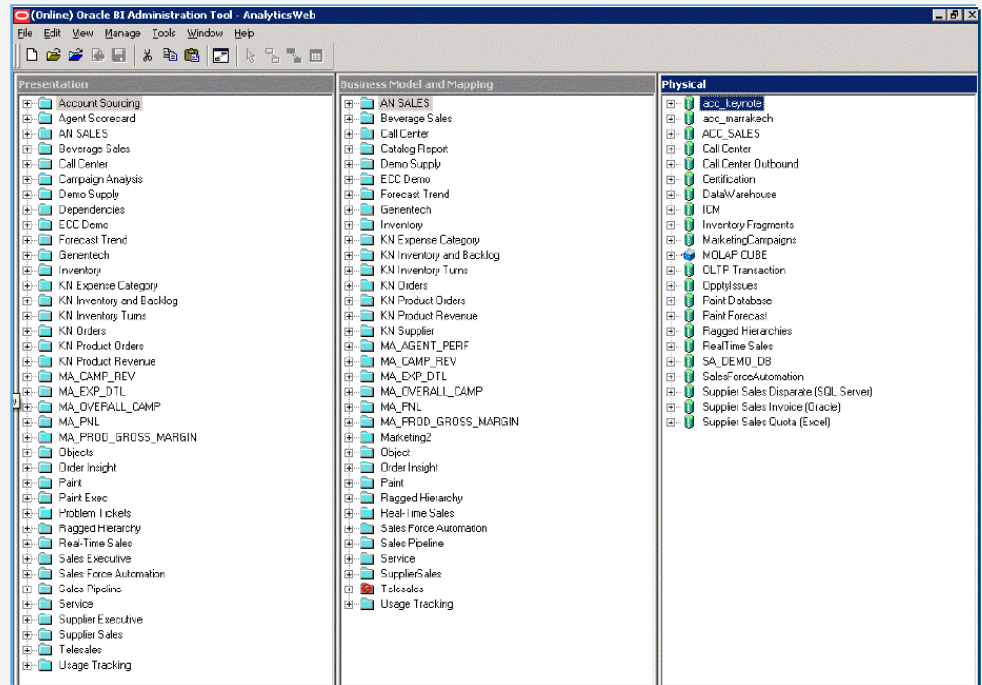 (Online) Oracle BI Administration Tool - AnalyticsWeb
File Edit View Manage Tools Window Help
Presentation
Account Sourcing
Agent Scorecard
AN SALES
Beverage Sales
Call Center
Campaign Analysis
Demo Supply
Dependencies
ECC Demo
Forecast Trend
Genentech
Inventory
KN Expense Category
KN Inventory and Backlog
KN Inventory Turns
KN Orders
KN Product Orders
KN Product Revenue
MA_CAMP_REV
MA_EXP_DTL
MA_OVERALL_CAMP
MA_PNL
MA_PROD_GROSS_MARGIN
Objects
Order Insight
Paint
Paint Exec
Problem Tickets
Ragged Hierarchy
Real-Time Sales
Sales Executive
Sales Force Automation
Sales Pipeline
Service
Supplier Executive
Supplier Sales
Telesales
Usage Tracking
Business Model and Mapping
AN SALES
Beverage Sales
Call Center
Catalog Report
Demo Supply
ECC Demo
Forecast Trend
Genentech
Inventory
KN Expense Category
KN Inventory and Backlog
KN Inventory Turns
KN Orders
KN Product Orders
KN Product Revenue
KN Supplier
MA_AGENT_PERF
MA_CAMP_REV
MA_EXP_DTL
MA_OVERALL_CAMP
MA_PNL
MA_PROD_GROSS_MARGIN
Marketing2
Object
Order Insight
Paint
Ragged Hierarchy
Real-Time Sales
Sales Force Automation
Sales Pipeline
Service
SupplierSales
Telesales
Usage Tracking
Physical
acc_keynote
acc_marrakech
ACC_SALES
Call Center
Call Center Outbound
Certification
DataWarehouse
ICM
Inventory Fragments
MarketingCampaigns
MOLAP CUBE
OLTP Transaction
OpptyIssues
Paint Database
Paint Forecast
Ragged Hierarchies
RealTime Sales
SA_DEMO_DB
SalesForceAutomation
Supplier Sales Disparate (SQL Server)
Supplier Sales Invoice (Oracle)
Supplier Sales Quota (Excel)